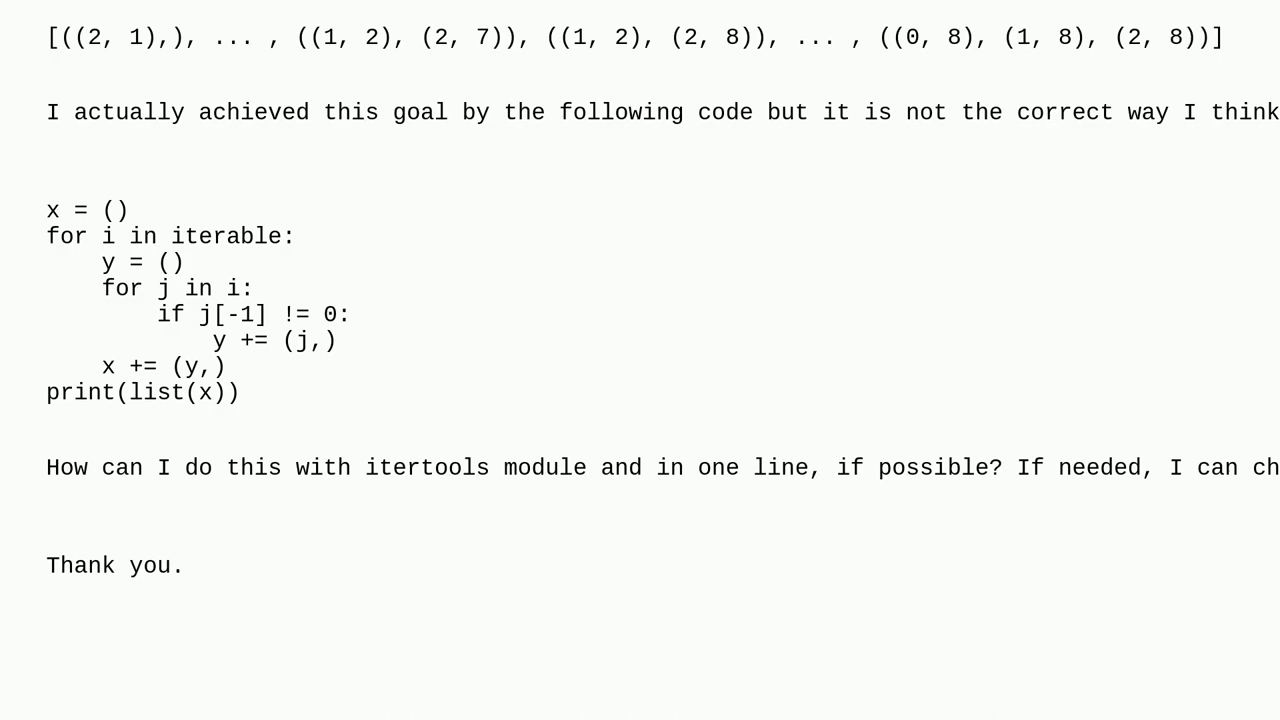 [((2, 1),), ... , ((1, 2), (2, 7)), ((1, 2), (2, 8)), ... , ((0, 8), (1, 8), (2, 8))]
I actually achieved this goal by the following code but it is not the correct way I think
x = ()
for i in iterable:
    y = ()
    for j in i:
        if j[-1] != 0:
            y += (j,)
    x += (y,)
print(list(x))
How can I do this with itertools module and in one line, if possible? If needed, I can ch
Thank you.